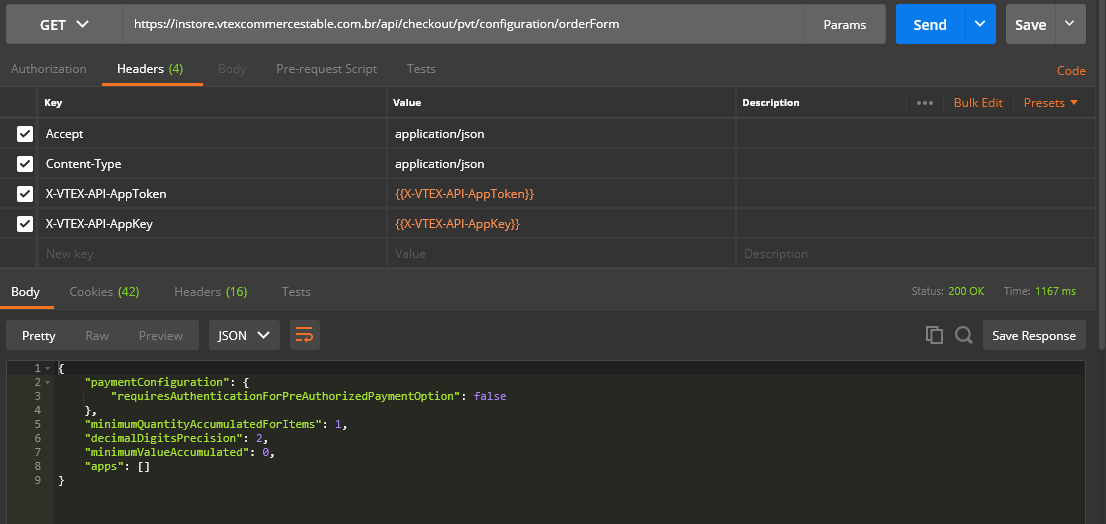 GET https://instore.vtexcommercestable.com.br/api/checkout/pvt/configuration/orderForm Params Send Save
Authorization Headers (4) Body Pre-request Script Tests Code
Key Value Description ••• Bulk Edit Presets
Accept application/json
Content-Type application/json
X-VTEX-API-AppToken {{X-VTEX-API-AppToken}}
X-VTEX-API-AppKey {{X-VTEX-API-AppKey}}
New key Value Description
Body Cookies (42) Headers (16) Tests Status: 200 OK Time: 1167 ms
Pretty Raw Preview JSON Save Response
1 {
2 "paymentConfiguration": {
3 "requiresAuthenticationForPreAuthorizedPaymentOption": false
4 },
5 "minimumQuantityAccumulatedForItems": 1,
6 "decimalDigitsPrecision": 2,
7 "minimumValueAccumulated": 0,
8 "apps": []
9 }